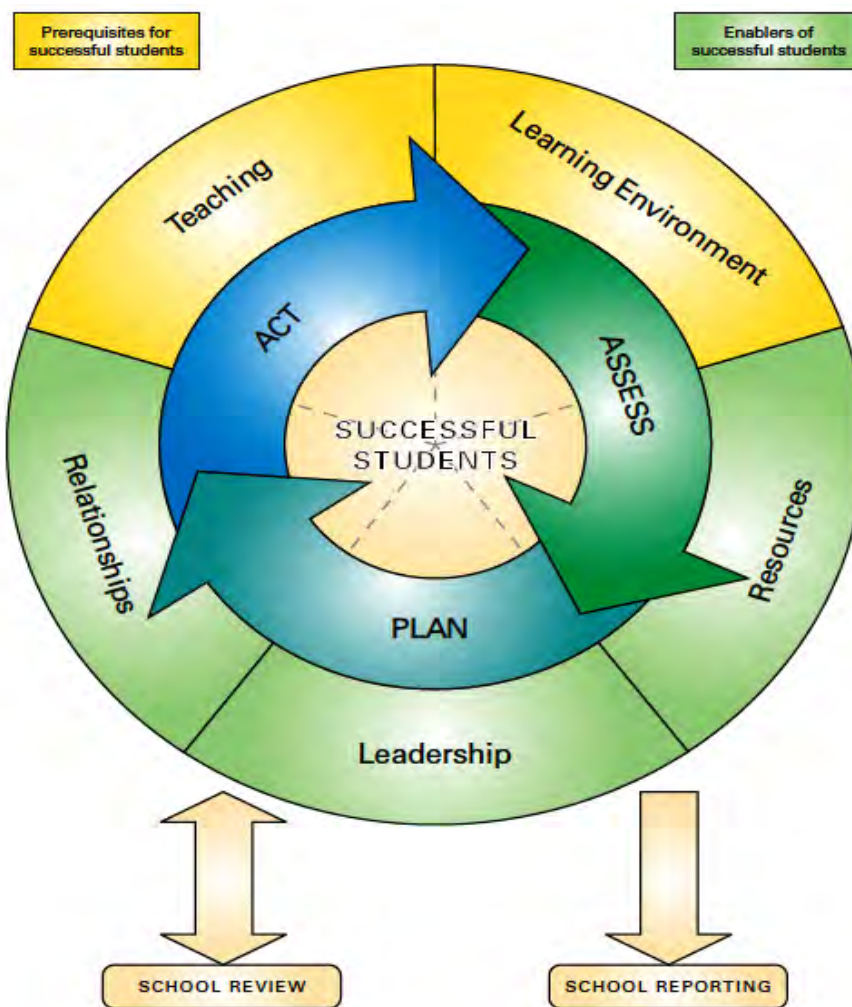 Prerequisites for
successful students
Enablers of
successful students
Teaching
Learning Environment
ACT
ASSESS
SUCCESSFUL
STUDENTS
Relationships
Resources
PLAN
Leadership
SCHOOL REVIEW
SCHOOL REPORTING